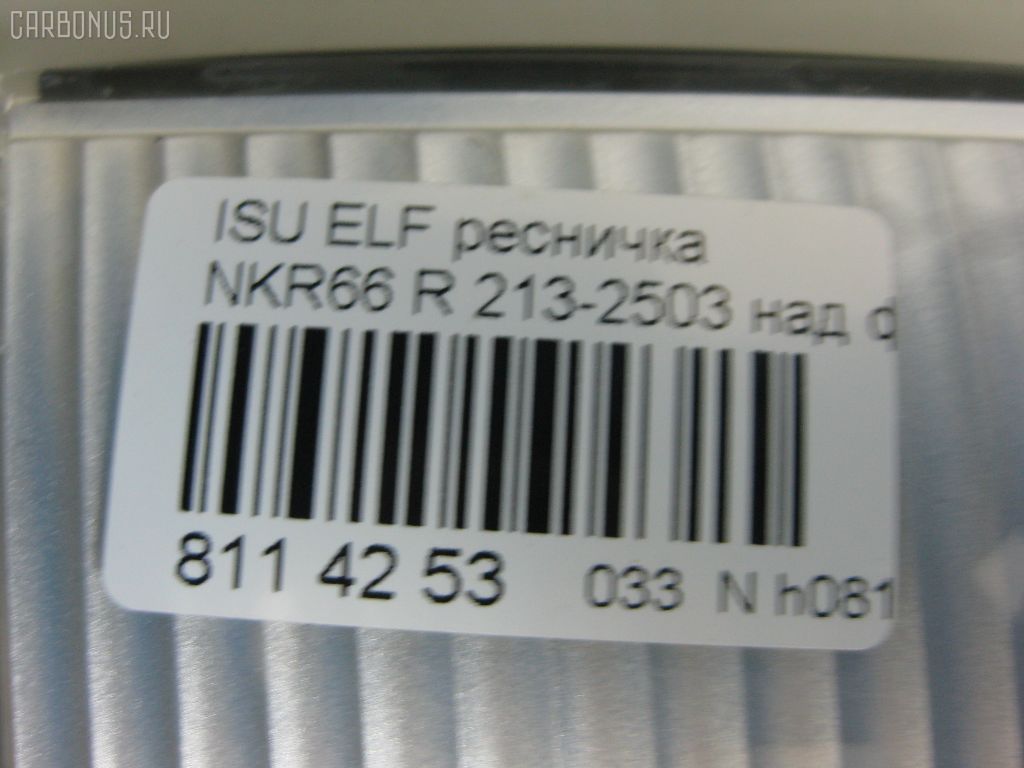 CARBONUS.RU
ISU ELF ресничка
NKR66 R 213-2503 над
811 42 53 033 N h081